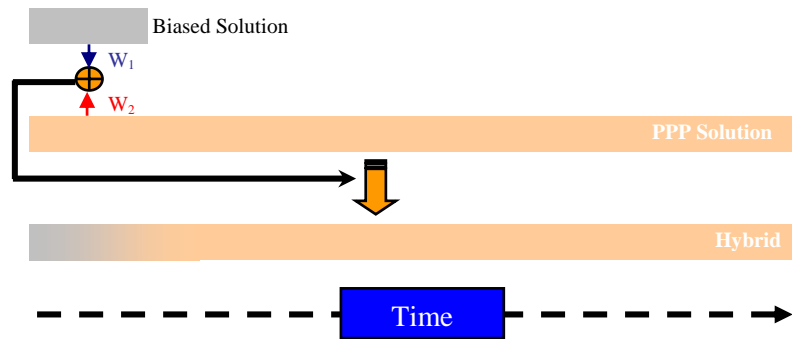 Biased Solution
W₁
W₂
PPP Solution
Hybrid
Time